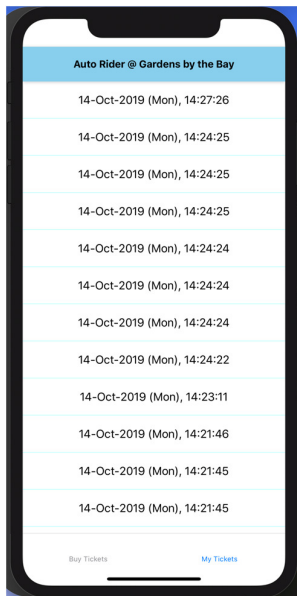 Auto Rider @ Gardens by the Bay
14-Oct-2019 (Mon), 14:27:26
14-Oct-2019 (Mon), 14:24:25
14-Oct-2019 (Mon), 14:24:25
14-Oct-2019 (Mon), 14:24:25
14-Oct-2019 (Mon), 14:24:24
14-Oct-2019 (Mon), 14:24:24
14-Oct-2019 (Mon), 14:24:24
14-Oct-2019 (Mon), 14:24:22
14-Oct-2019 (Mon), 14:23:11
14-Oct-2019 (Mon), 14:21:46
14-Oct-2019 (Mon), 14:21:45
14-Oct-2019 (Mon), 14:21:45
Buy Tickets My Tickets